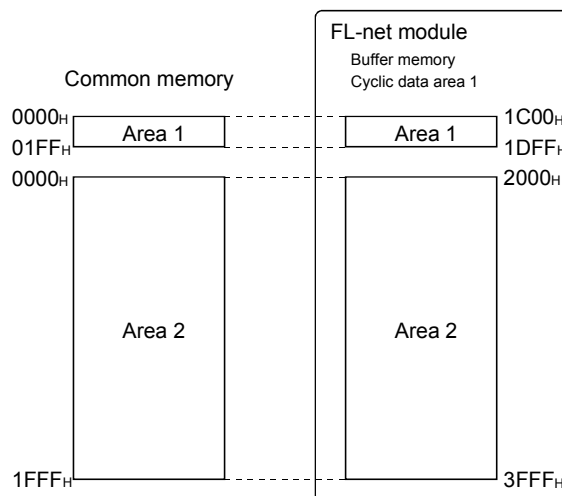 FL-net module
Buffer memory
Common memory
Cyclic data area 1
0000H
Area 1
Area 1
1C00H
01FFH
1DFFH
0000H
2000H
Area 2
Area 2
1FFFH
3FFFH